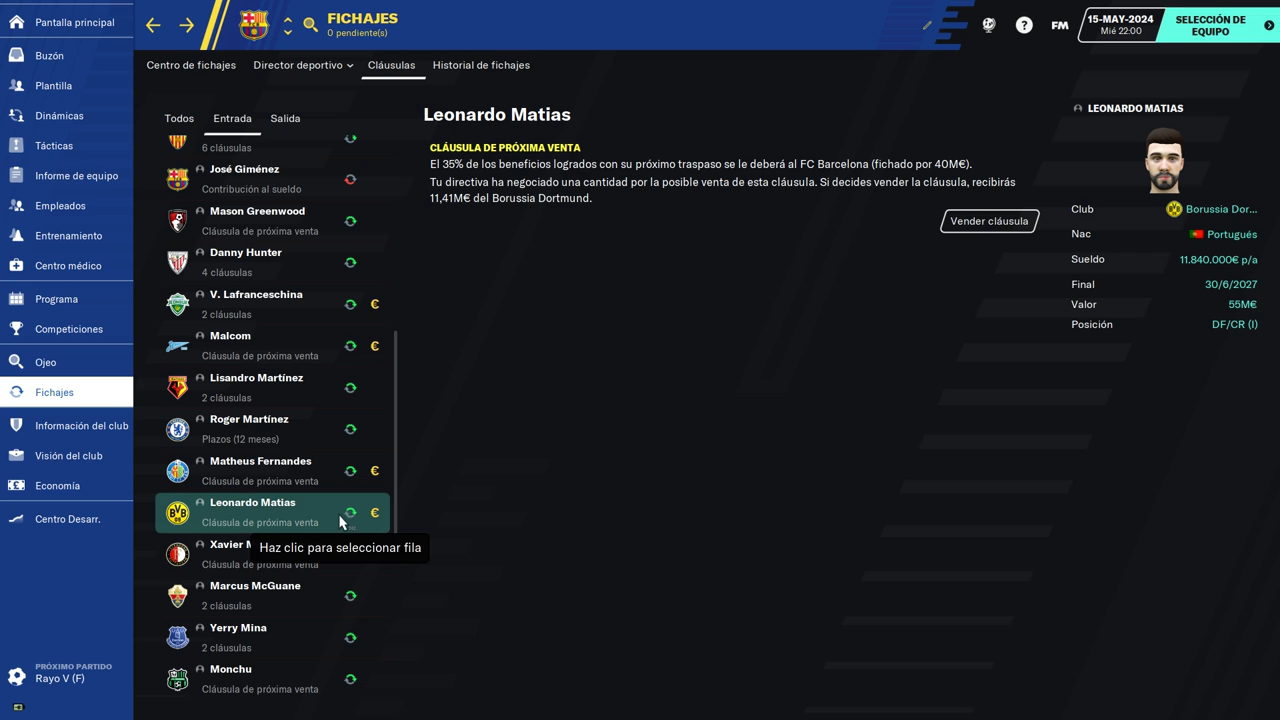 Pantalla principal
Buzón
Plantilla
Dinámicas
Tácticas
Informe de equipo
Empleados
Entrenamiento
Centro médico
Programa
Competiciones
Ojeo
Fichajes
Información del club
Visión del club
Economía
Centro Desarr.
PRÓXIMO PARTIDO
Rayo V (F)
FICHAJES
0 pendiente(s)
?
FM
15-MAY-2024
Mié 22:00
SELECCIÓN DE
EQUIPO
Centro de fichajes
Director deportivo
Cláusulas
Historial de fichajes
Todos
Entrada
Salida
6 cláusulas
José Giménez
Contribución al sueldo
Mason Greenwood
Cláusula de próxima venta
Danny Hunter
4 cláusulas
V. Lafranceschina €
2 cláusulas
Malcom €
Cláusula de próxima venta
Lisandro Martínez
2 cláusulas
Roger Martínez
Plazos (12 meses)
Matheus Fernandes €
Cláusula de próxima venta
Leonardo Matias €
Cláusula de próxima venta
Xavier
Haz clic para seleccionar fila
Cláusula de próxima venta
Marcus McGuane
2 cláusulas
Yerry Mina
2 cláusulas
Monchu
Cláusula de próxima venta
Leonardo Matias
CLÁUSULA DE PRÓXIMA VENTA
El 35% de los beneficios logrados con su próximo traspaso se le deberá al FC Barcelona (fichado por 40M€).
Tu directiva ha negociado una cantidad por la posible venta de esta cláusula. Si decides vender la cláusula, recibirás
11,41M€ del Borussia Dortmund.
Vender cláusula
LEONARDO MATIAS
Club Borussia Dor...
Nac Portugués
Sueldo 11.840.000€ p/a
Final 30/6/2027
Valor 55M€
Posición DF/CR (I)